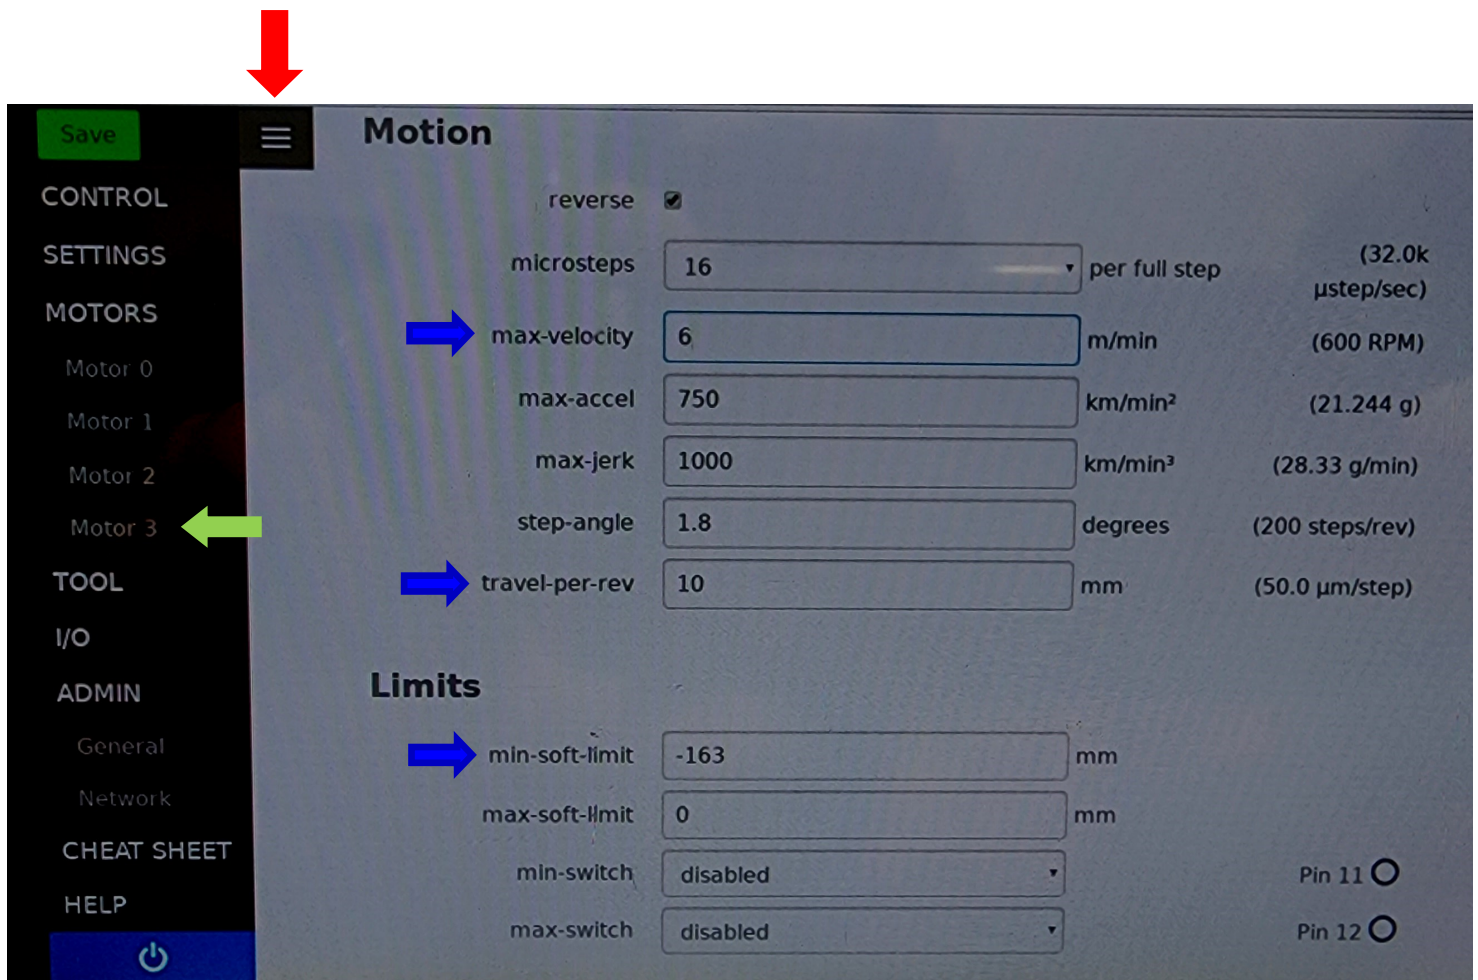 Save
CONTROL
SETTINGS
MOTORS
Motor 0
Motor 1
Motor 2
Motor 3
TOOL
I/O
ADMIN
General
Network
CHEAT SHEET
HELP
Motion
reverse
microsteps 16 per full step (32.0k
µstep/sec)
max-velocity 6 m/min (600 RPM)
max-accel 750 km/min² (21.244 g)
max-jerk 1000 km/min³ (28.33 g/min)
step-angle 1.8 degrees (200 steps/rev)
travel-per-rev 10 mm (50.0 µm/step)
Limits
min-soft-limit -163 mm
max-soft-limit 0 mm
min-switch disabled Pin 11
max-switch disabled Pin 12